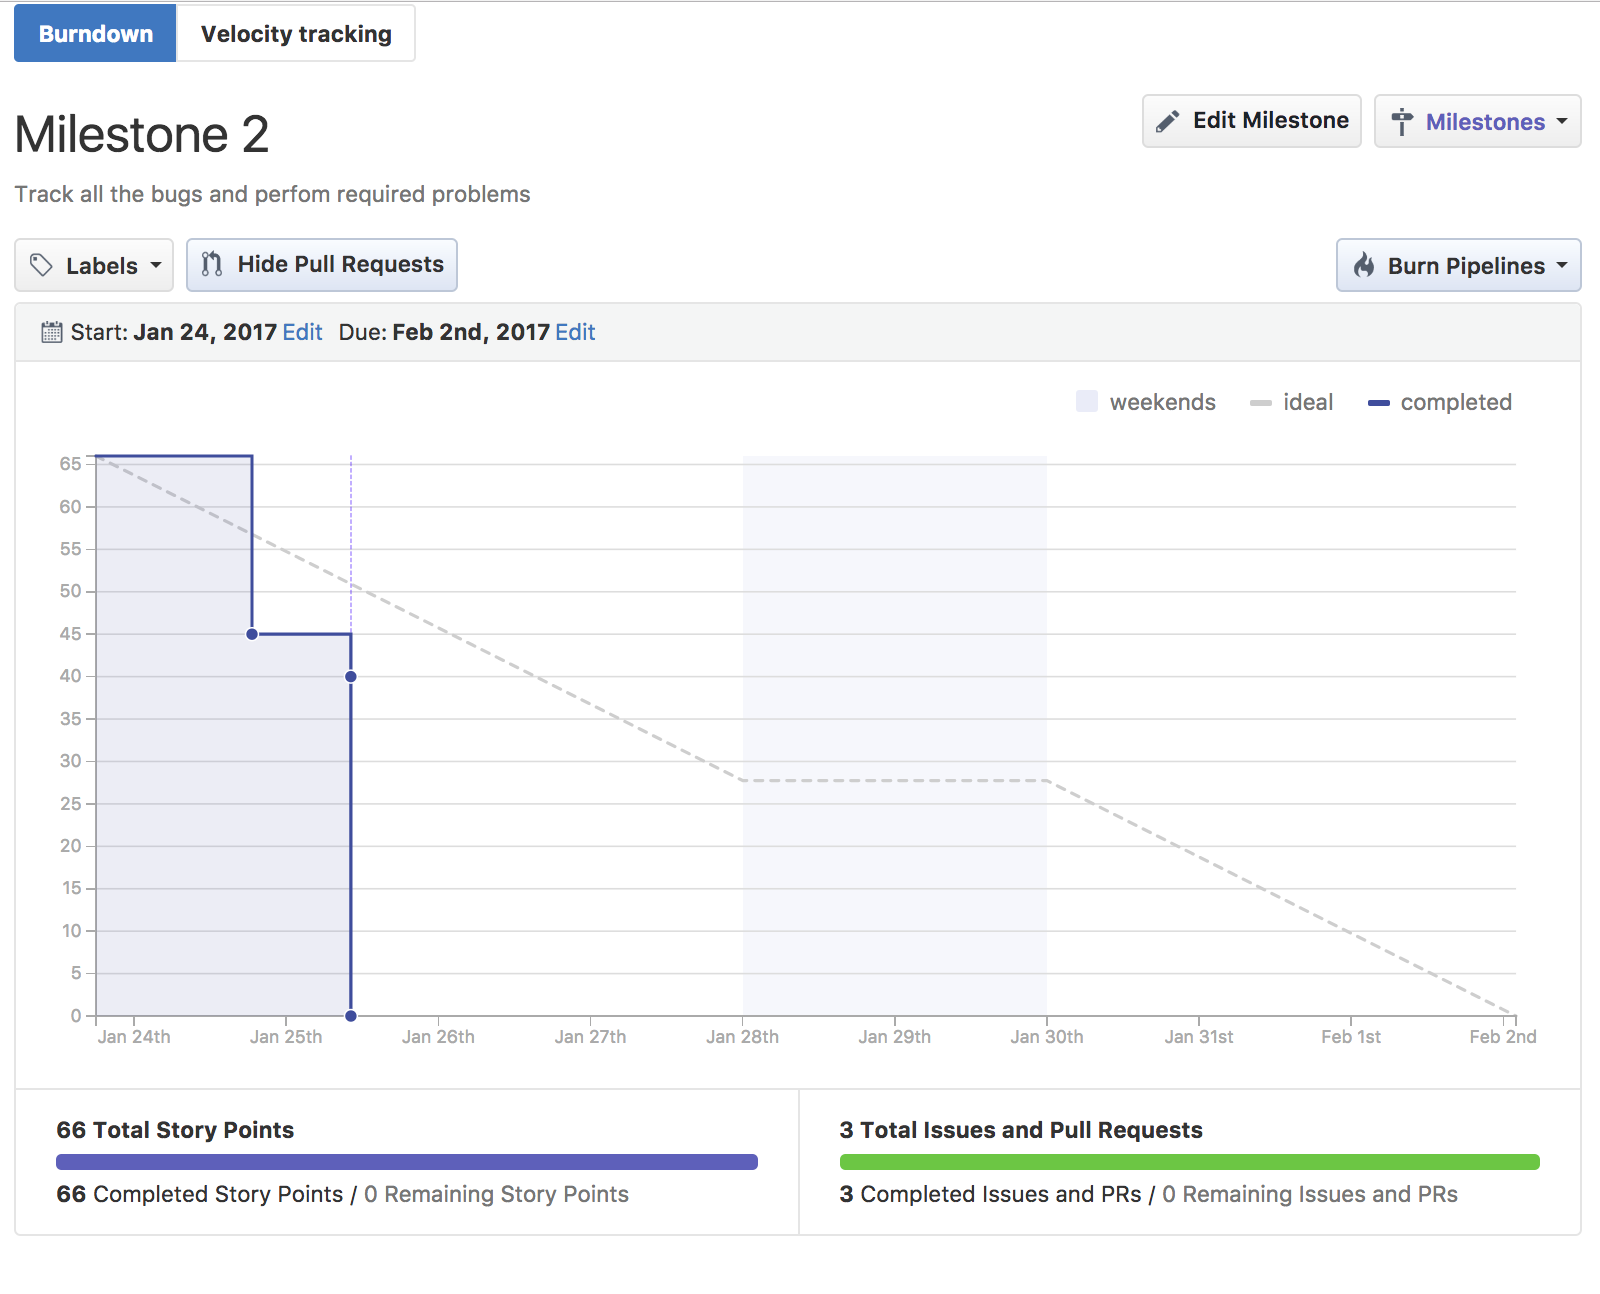 Burndown Velocity tracking
Milestone 2
Edit Milestone Milestones
Track all the bugs and perfom required problems
Labels Hide Pull Requests Burn Pipelines
Start: Jan 24, 2017 Edit Due: Feb 2nd, 2017 Edit
weekends ideal completed
65
60
55
50
45
40
35
30
25
20
15
10
5
0
Jan 24th Jan 25th Jan 26th Jan 27th Jan 28th Jan 29th Jan 30th Jan 31st Feb 1st Feb 2nd
66 Total Story Points
66 Completed Story Points / 0 Remaining Story Points
3 Total Issues and Pull Requests
3 Completed Issues and PRs / 0 Remaining Issues and PRs